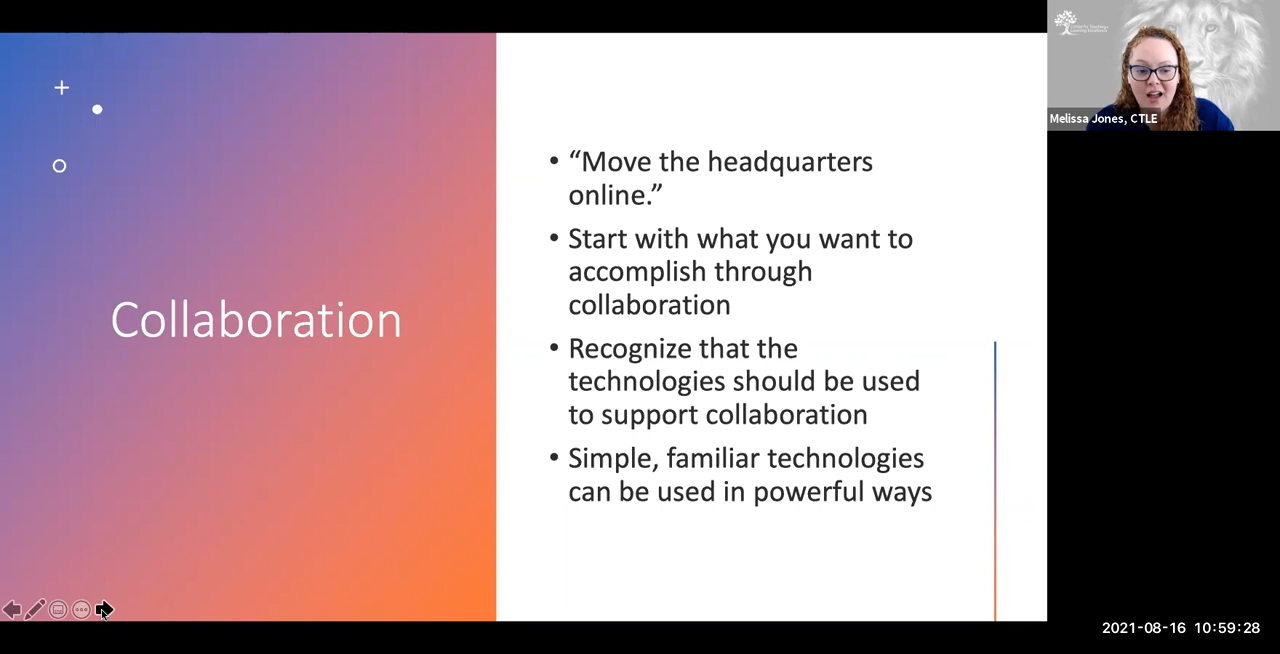 Collaboration
• “Move the headquarters
online.”
• Start with what you want to
accomplish through
collaboration
• Recognize that the
technologies should be used
to support collaboration
• Simple, familiar technologies
can be used in powerful ways
Melissa Jones, CTLE
2021-08-16 10:59:28